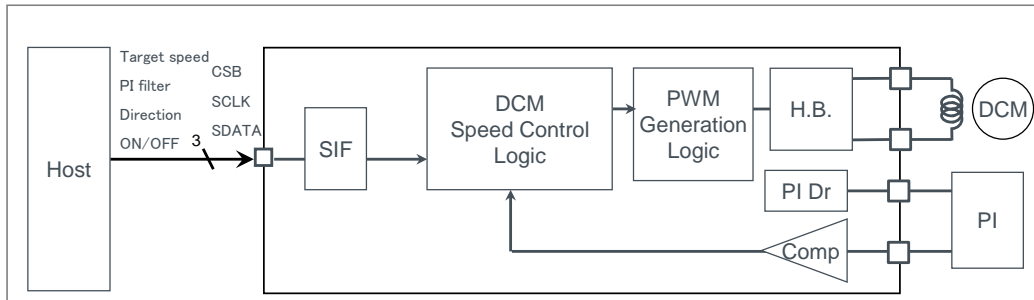 Host
Target speed
PI filter
Direction
ON/OFF
CSB
SCLK
SDATA
3
SIF
DCM
Speed Control
Logic
PWM
Generation
Logic
H.B.
DCM
PI Dr
PI
Comp